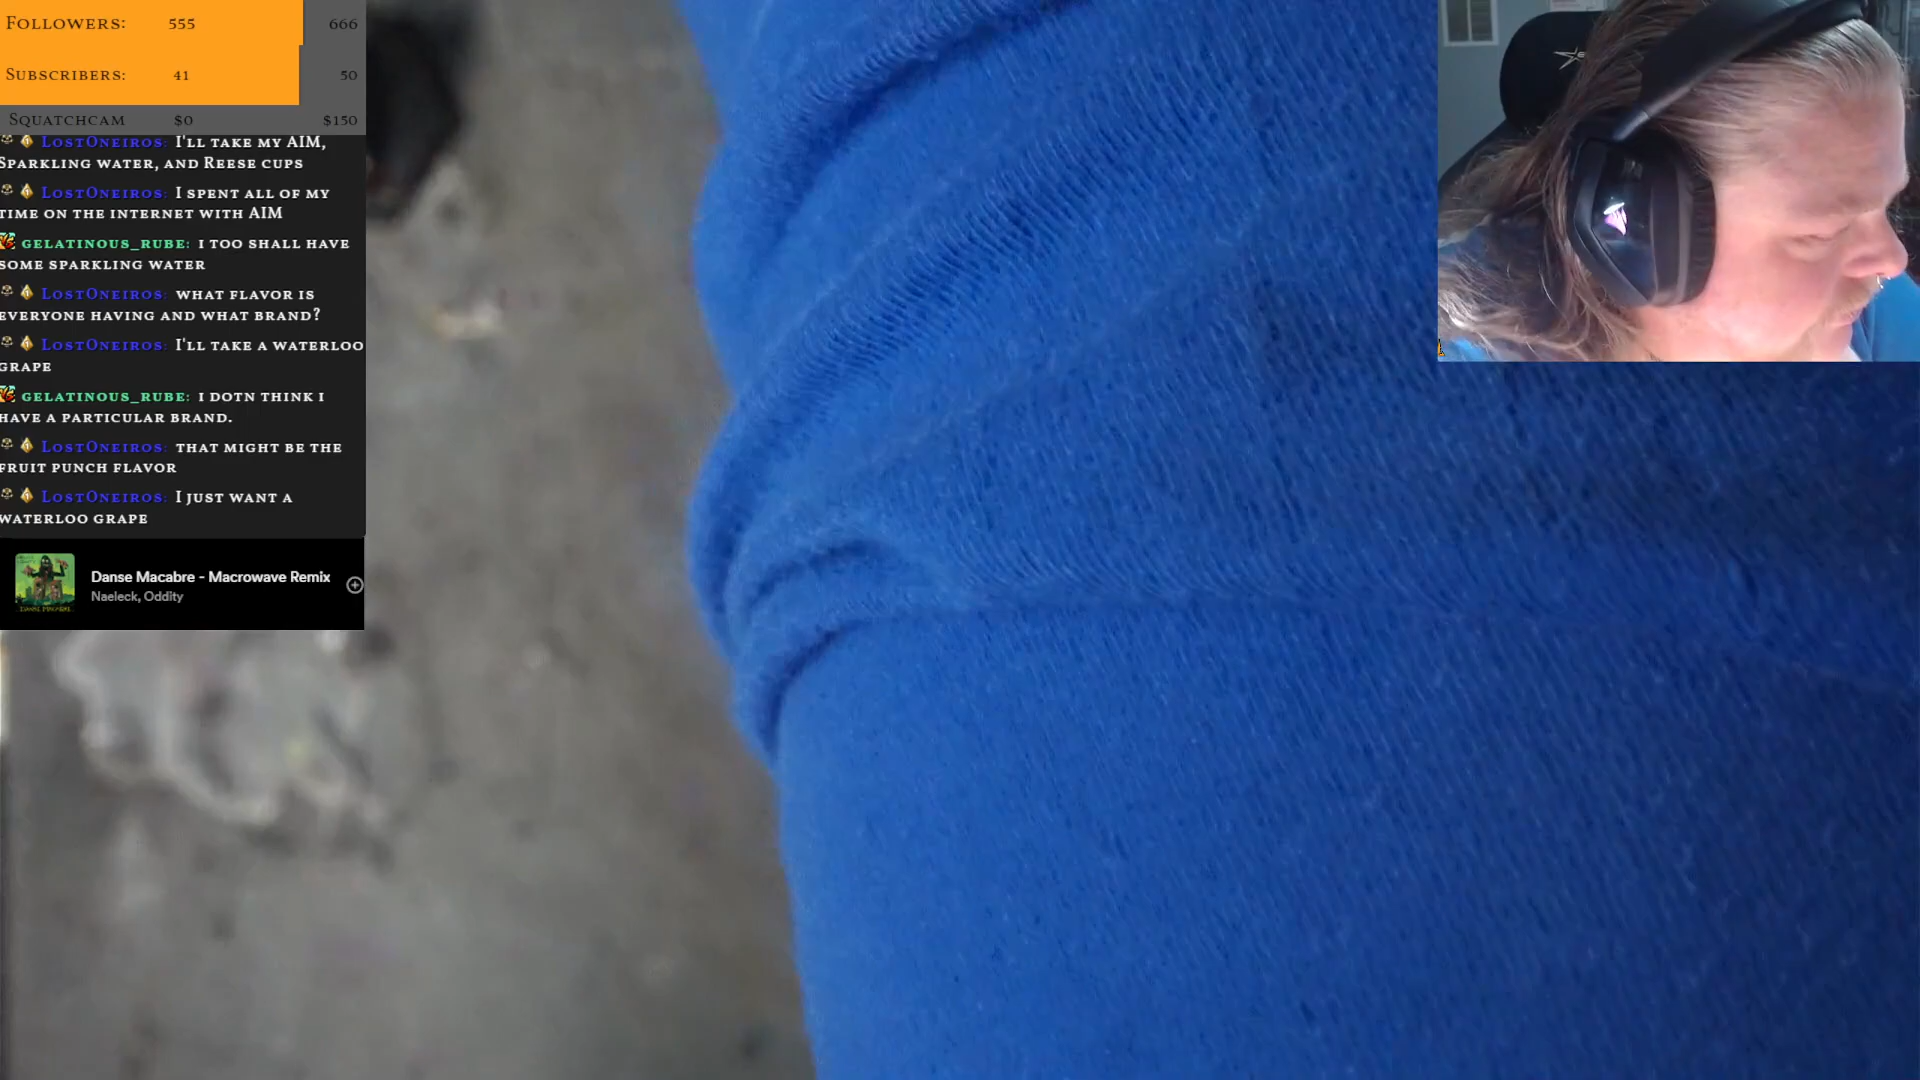 Followers: 555 666
Subscribers: 41 50
Squatchcam $0 $150
LostOneiros: I'll take my AIM,
Sparkling water, and Reese cups
LostOneiros: I spent all of my
time on the internet with AIM
gelatinous_rube: i too shall have
some sparkling water
LostOneiros: what flavor is
everyone having and what brand?
LostOneiros: I'll take a waterloo
grape
gelatinous_rube: i dotn think i
have a particular brand.
LostOneiros: that might be the
fruit punch flavor
LostOneiros: I just want a
waterloo grape
Danse Macabre - Macrowave Remix
Naeleck, Oddity